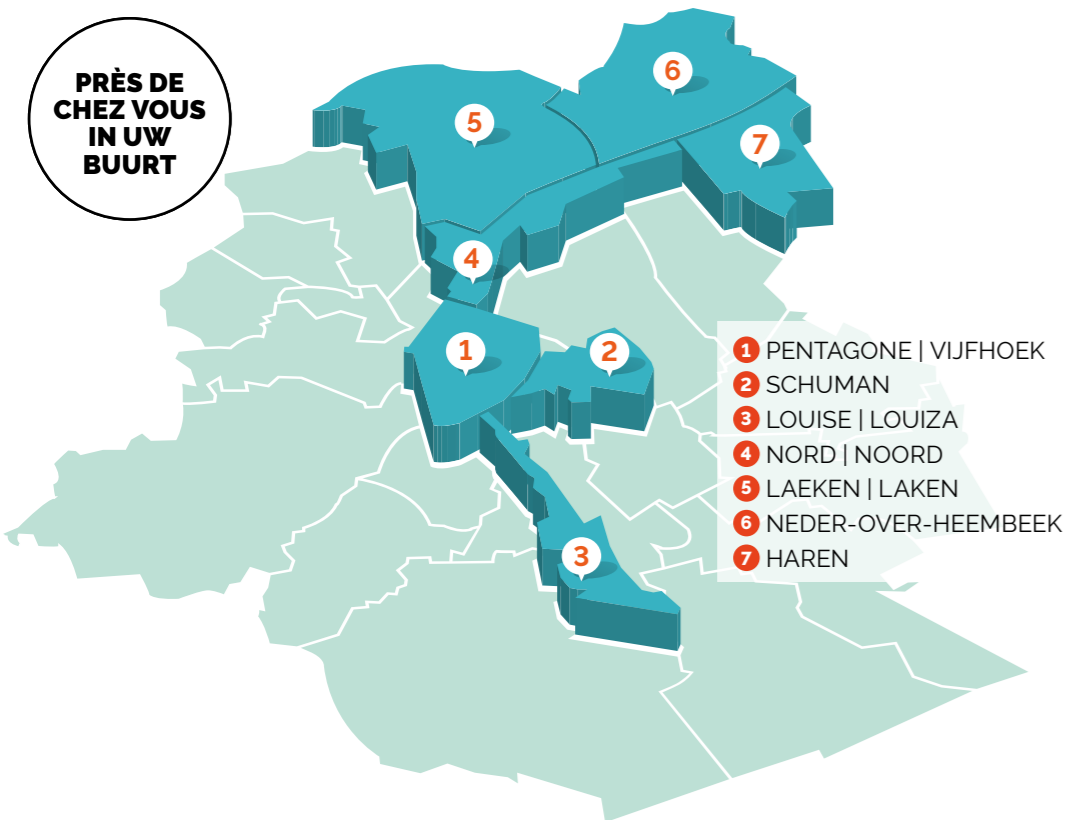 PRÈS DE
CHEZ VOUS
IN UW
BUURT
6
5
7
4
1
2
3
1 PENTAGONE | VIJFHOEK
2 SCHUMAN
3 LOUISE | LOUIZA
4 NORD | NOORD
5 LAEKEN | LAKEN
6 NEDER-OVER-HEEMBEEK
7 HAREN